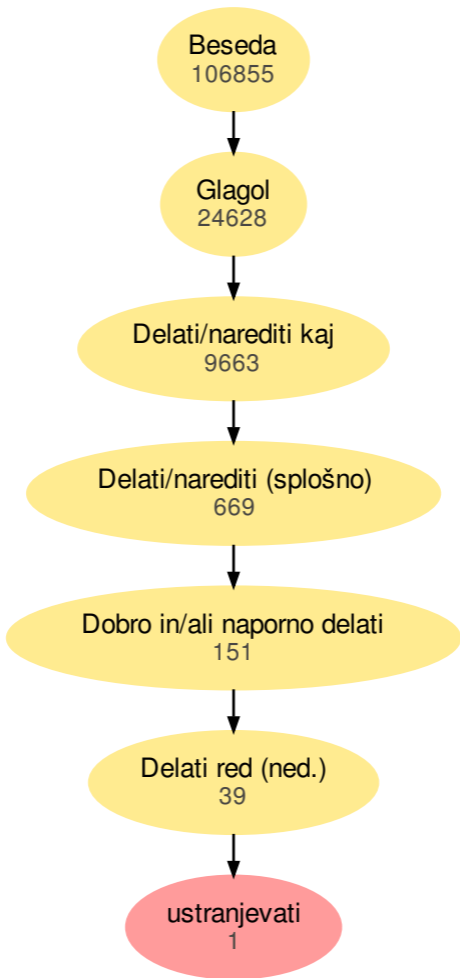 Beseda
106855
Glagol
24628
Delati/narediti kaj
9663
Delati/narediti (splošno)
669
Dobro in/ali naporno delati
151
Delati red (ned.)
39
ustranjevati
1